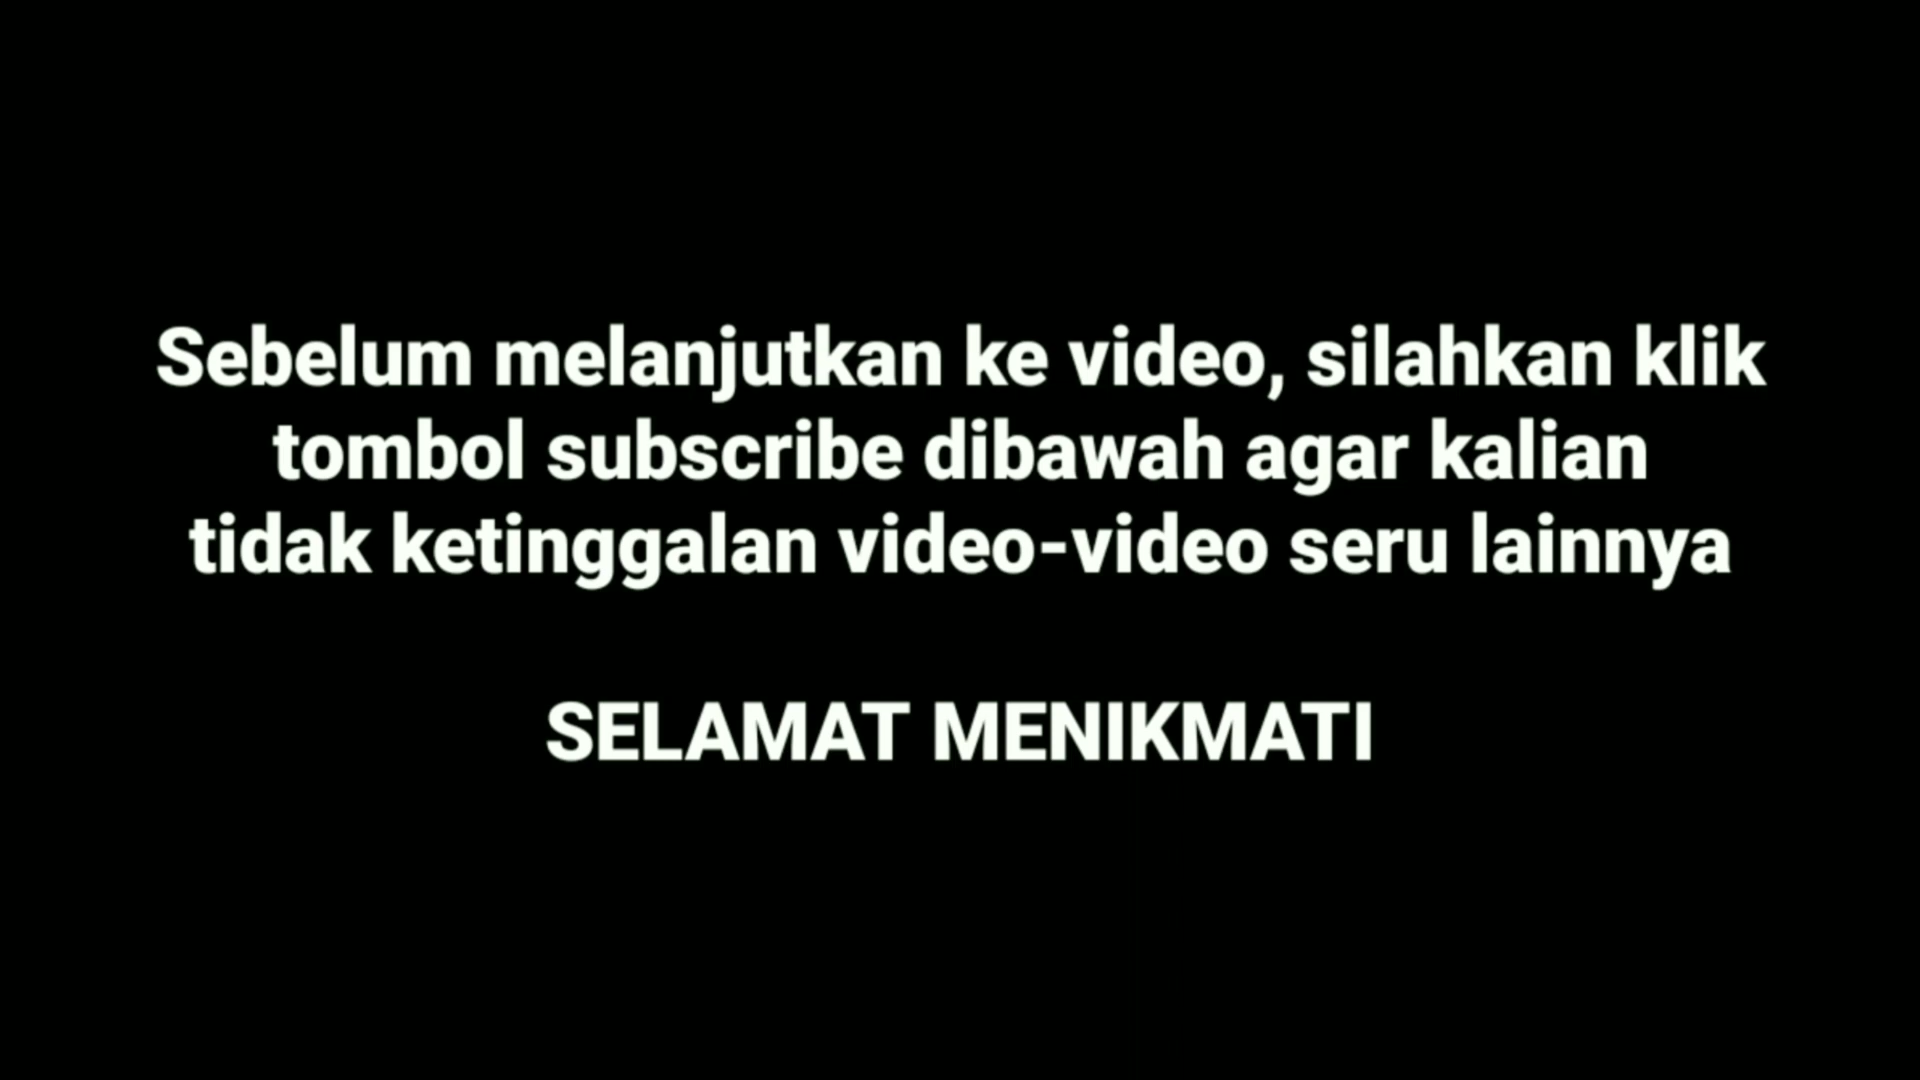 Sebelum melanjutkan ke video, silahkan klik
tombol subscribe dibawah agar kalian
tidak ketinggalan video-video seru lainnya
SELAMAT MENIKMATI